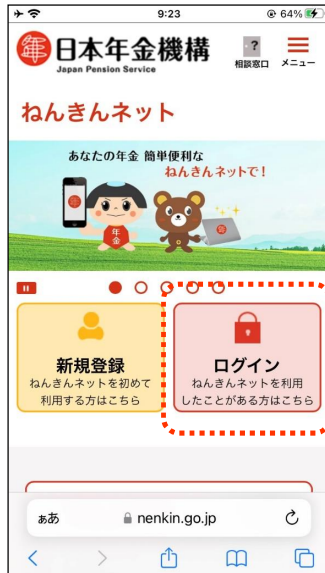 9:23
64%
年
日本年金機構
Japan Pension Service
?
相談窓口
メニュー
ねんきんネット
あなたの年金 簡単便利な
ねんきんネットで！
年金
新規登録
ねんきんネットを初めて
利用する方はこちら
ログイン
ねんきんネットを利用
したことがある方はこちら
ぁあ
nenkin.go.jp